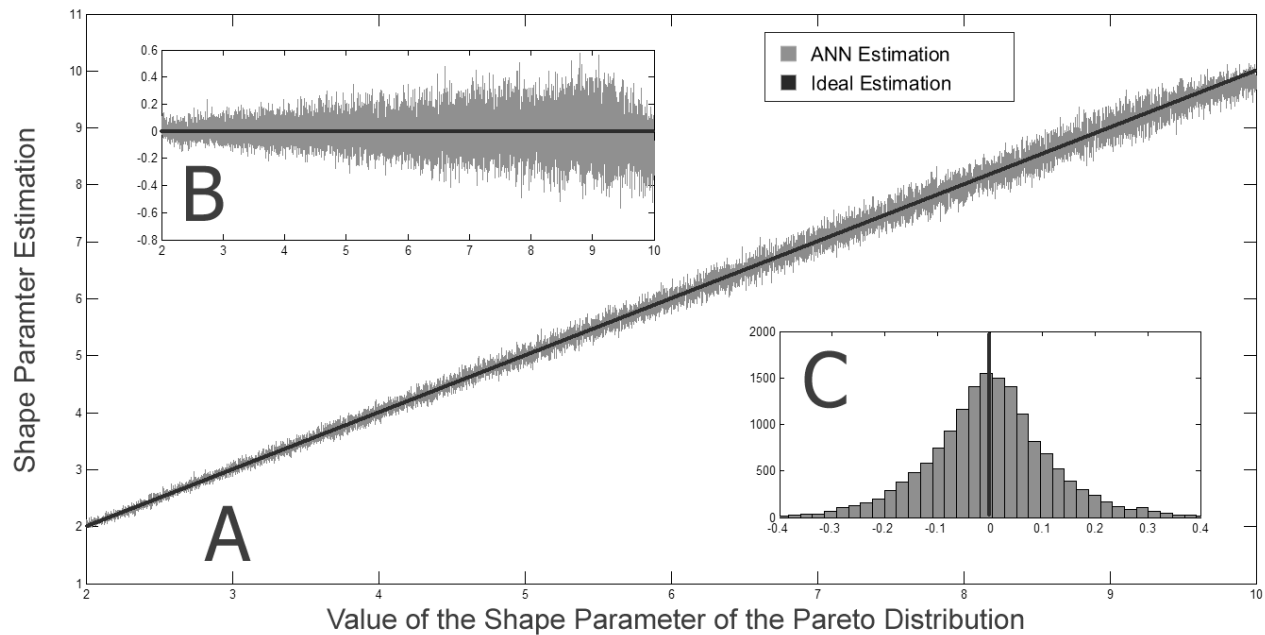 11
10
9
8
7
6
5
4
3
2
1
Shape Paramter Estimation
0.6
0.4
0.2
0
-0.2
-0.4
-0.6
-0.8
2 3 4 5 6 7 8 9 10
B
ANN Estimation
Ideal Estimation
2000
1500
1000
500
0
-0.4 -0.3 -0.2 -0.1 0 0.1 0.2 0.3 0.4
C
A
2 3 4 5 6 7 8 9 10
Value of the Shape Parameter of the Pareto Distribution